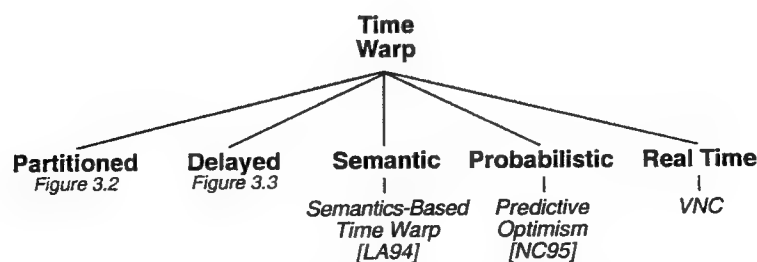 Time
Warp
Partitioned
Figure 3.2
Delayed
Figure 3.3
Semantic
Semantics-Based
Time Warp
[LA94]
Probabilistic
Predictive
Optimism
[NC95]
Real Time
VNC